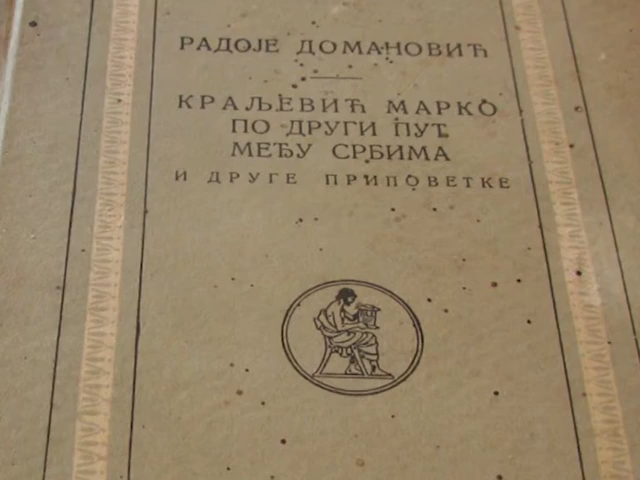 РАДОЈЕ ДОМАНОВИЋ
КРАЉЕВИЋ МАРКО
ПО ДРУГИ ПУТ
МЕЂУ СРБИМА
И ДРУГЕ ПРИПОВЕТКЕ